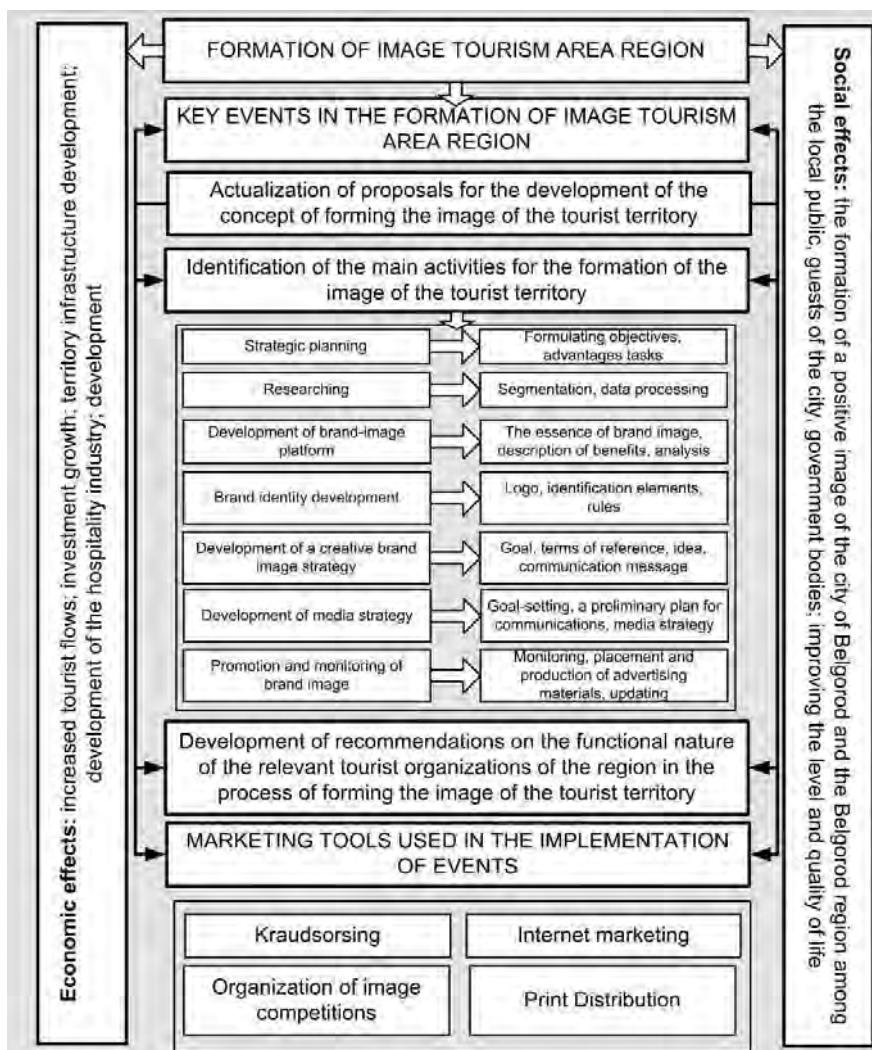 FORMATION OF IMAGE TOURISM AREA REGION
KEY EVENTS IN THE FORMATION OF IMAGE TOURISM
AREA REGION
Actualization of proposals for the development of the
concept of forming the image of the tourist territory
Identification of the main activities for the formation of the
image of the tourist territory
Strategic planning
Formulating objectives,
advantages tasks
Researching
Segmentation, data processing
Development of brand-image
platform
The essence of brand image,
description of benefits, analysis
Brand identity development
Logo, identification elements,
rules
Development of a creative brand
image strategy
Goal, terms of reference, idea,
communication message
Development of media strategy
Goal-setting, a preliminary plan for
communications, media strategy
Promotion and monitoring of
brand image
Monitoring, placement and
production of advertising
materials, updating
Development of recommendations on the functional nature
of the relevant tourist organizations of the region in the
process of forming the image of the tourist territory
MARKETING TOOLS USED IN THE IMPLEMENTATION
OF EVENTS
Kraudsorsing
Internet marketing
Organization of image
competitions
Print Distribution
Economic effects: increased tourist flows; investment growth; territory infrastructure development;
development of the hospitality industry; development
Social effects: the formation of a positive image of the city of Belgorod and the Belgorod region among
the local public, guests of the city, government bodies; improving the level and quality of life